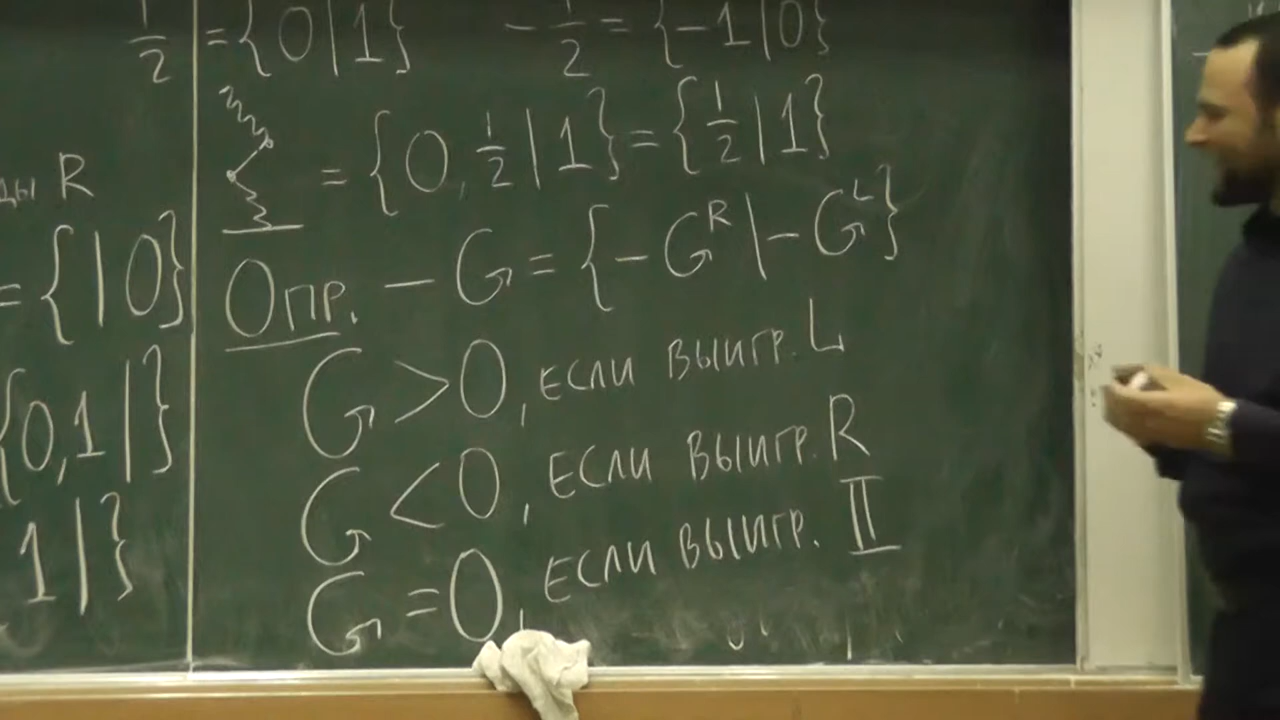 1/2 = {0|1} -1/2 = {-1|0}
= {0, 1/2 | 1} = {1/2 | 1}
ды R
= {|0}
{0,1|}
1|}
Опр. -G = {-G^R | -G^L}
G > 0, если выигр. L
G < 0, если выигр. R
G = 0, если выигр. II